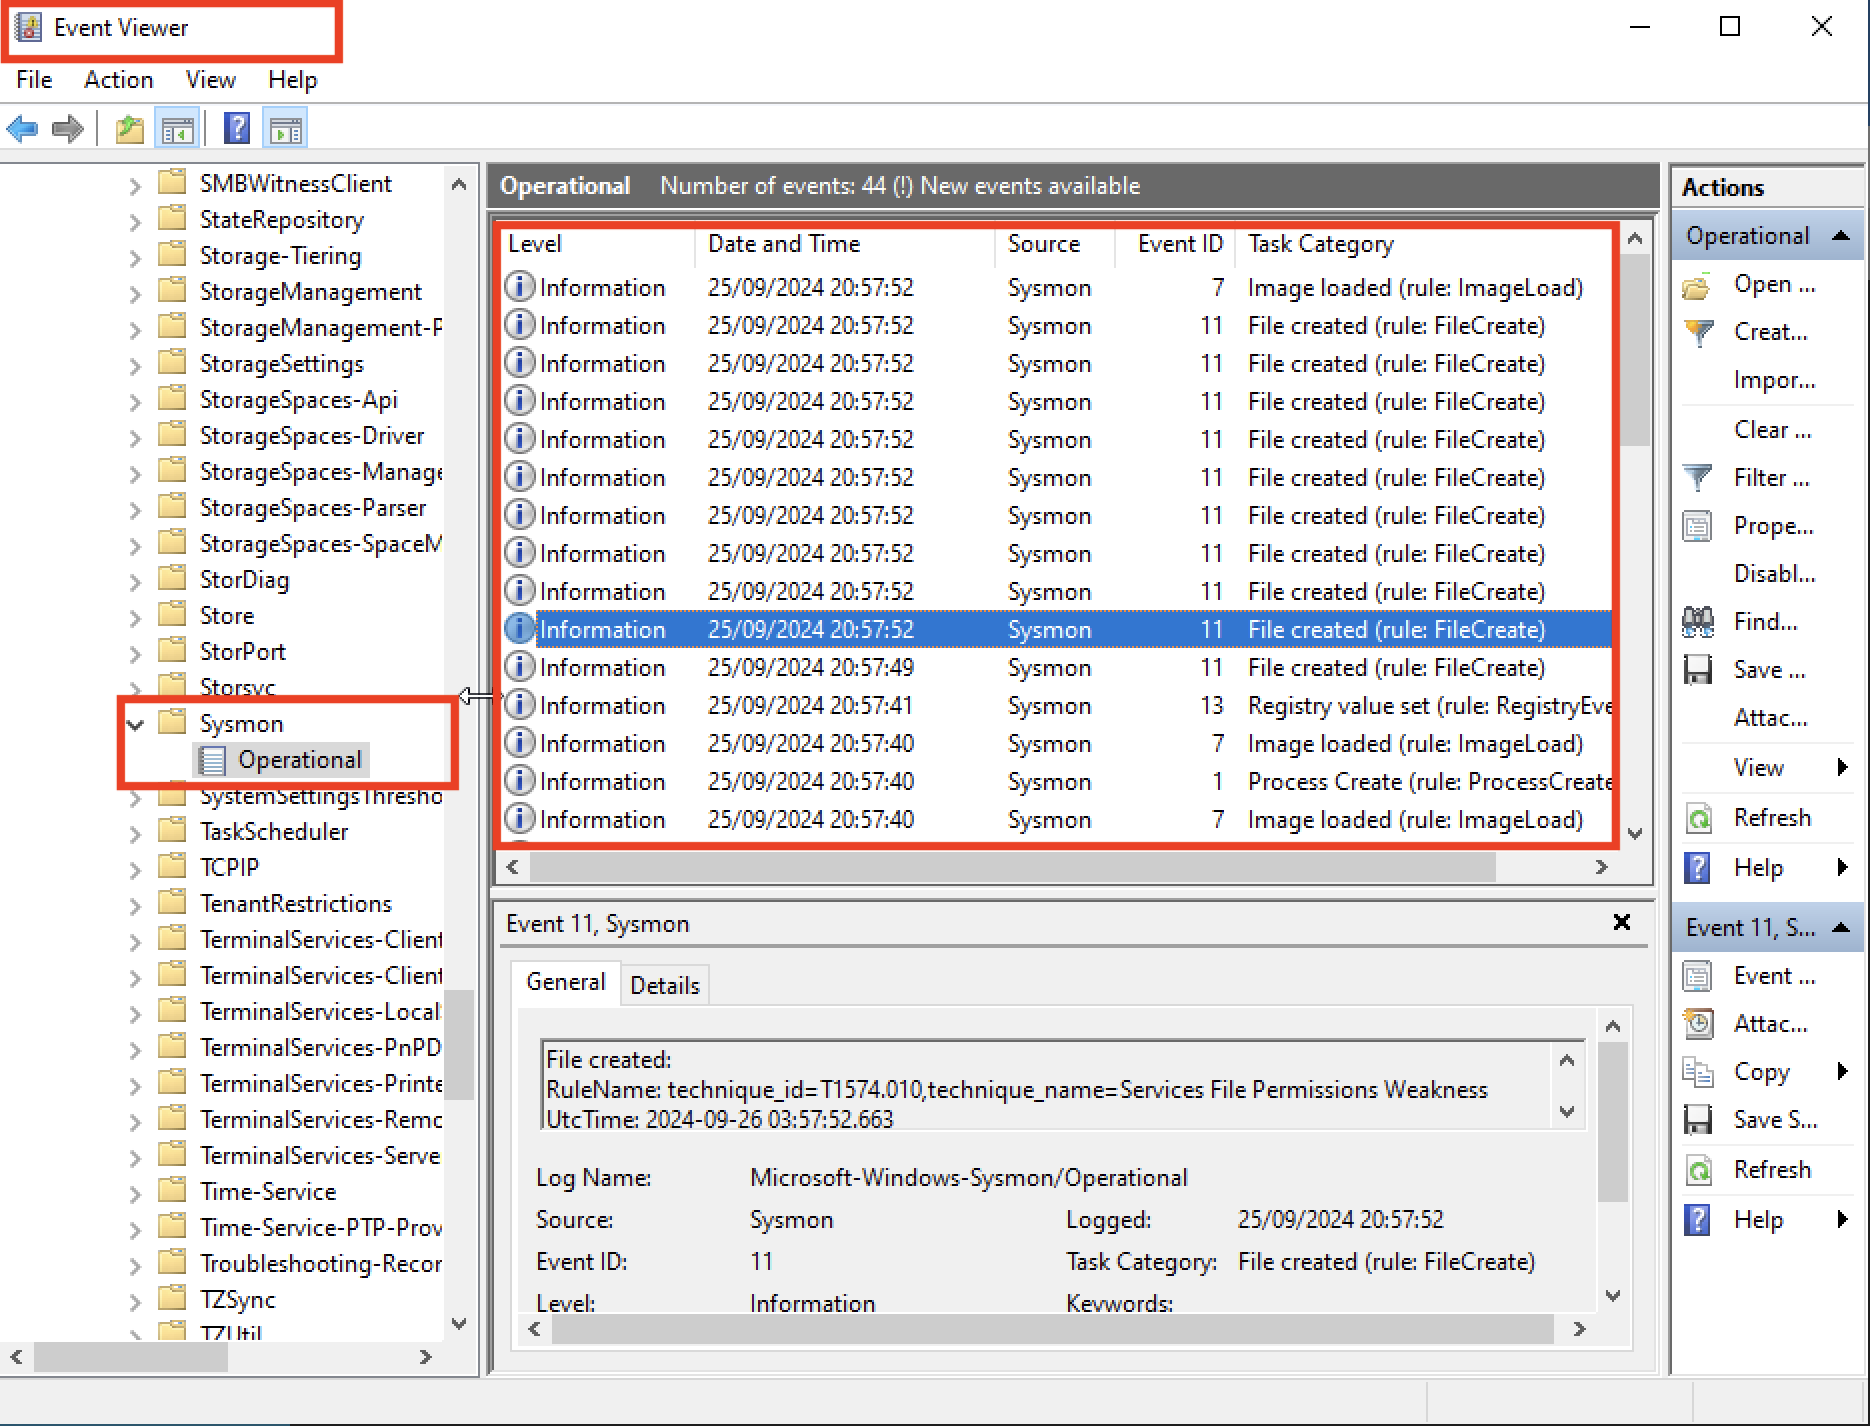 Event Viewer
File Action View Help
SMBWitnessClient
StateRepository
Storage-Tiering
StorageManagement
StorageManagement-P
StorageSettings
StorageSpaces-Api
StorageSpaces-Driver
StorageSpaces-Manage
StorageSpaces-Parser
StorageSpaces-SpaceM
StorDiag
Store
StorPort
Storsvc
Sysmon
Operational
SystemSettingsThresho
TaskScheduler
TCPIP
TenantRestrictions
TerminalServices-Client
TerminalServices-Client
TerminalServices-Local
TerminalServices-PnPD
TerminalServices-Printe
TerminalServices-Remo
TerminalServices-Serve
Time-Service
Time-Service-PTP-Prov
Troubleshooting-Recor
TZSync
TZUtil
Operational Number of events: 44 (!) New events available
Level Date and Time Source Event ID Task Category
Information 25/09/2024 20:57:52 Sysmon 7 Image loaded (rule: ImageLoad)
Information 25/09/2024 20:57:52 Sysmon 11 File created (rule: FileCreate)
Information 25/09/2024 20:57:52 Sysmon 11 File created (rule: FileCreate)
Information 25/09/2024 20:57:52 Sysmon 11 File created (rule: FileCreate)
Information 25/09/2024 20:57:52 Sysmon 11 File created (rule: FileCreate)
Information 25/09/2024 20:57:52 Sysmon 11 File created (rule: FileCreate)
Information 25/09/2024 20:57:52 Sysmon 11 File created (rule: FileCreate)
Information 25/09/2024 20:57:52 Sysmon 11 File created (rule: FileCreate)
Information 25/09/2024 20:57:52 Sysmon 11 File created (rule: FileCreate)
Information 25/09/2024 20:57:52 Sysmon 11 File created (rule: FileCreate)
Information 25/09/2024 20:57:49 Sysmon 11 File created (rule: FileCreate)
Information 25/09/2024 20:57:41 Sysmon 13 Registry value set (rule: RegistryEve
Information 25/09/2024 20:57:40 Sysmon 7 Image loaded (rule: ImageLoad)
Information 25/09/2024 20:57:40 Sysmon 1 Process Create (rule: ProcessCreate
Information 25/09/2024 20:57:40 Sysmon 7 Image loaded (rule: ImageLoad)
Event 11, Sysmon
General Details
File created:
RuleName: technique_id=T1574.010,technique_name=Services File Permissions Weakness
UtcTime: 2024-09-26 03:57:52.663
Log Name: Microsoft-Windows-Sysmon/Operational
Source: Sysmon Logged: 25/09/2024 20:57:52
Event ID: 11 Task Category: File created (rule: FileCreate)
Level: Information Keywords:
Actions
Operational
Open ...
Creat...
Impor...
Clear ...
Filter ...
Prope...
Disabl...
Find...
Save ...
Attac...
View
Refresh
Help
Event 11, S...
Event ...
Attac...
Copy
Save S...
Refresh
Help